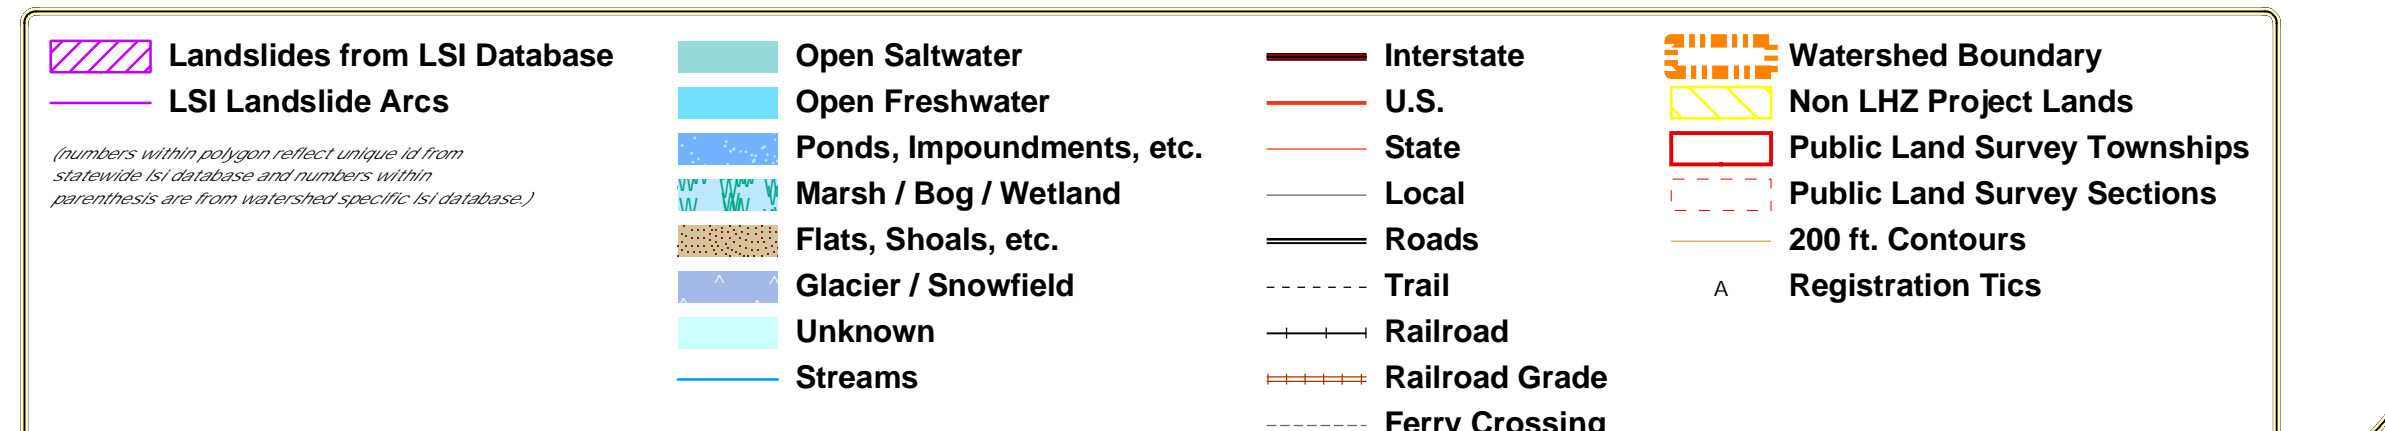 Landslides from LSI Database
LSI Landslide Arcs
(numbers within polygon reflect unique id from
statewide lsi database and numbers within
parenthesis are from watershed specific lsi database.)
Open Saltwater
Open Freshwater
Ponds, Impoundments, etc.
Marsh / Bog / Wetland
Flats, Shoals, etc.
Glacier / Snowfield
Unknown
Streams
Interstate
U.S.
State
Local
Roads
Trail
Railroad
Railroad Grade
Ferry Crossing
Watershed Boundary
Non LHZ Project Lands
Public Land Survey Townships
Public Land Survey Sections
200 ft. Contours
A Registration Tics